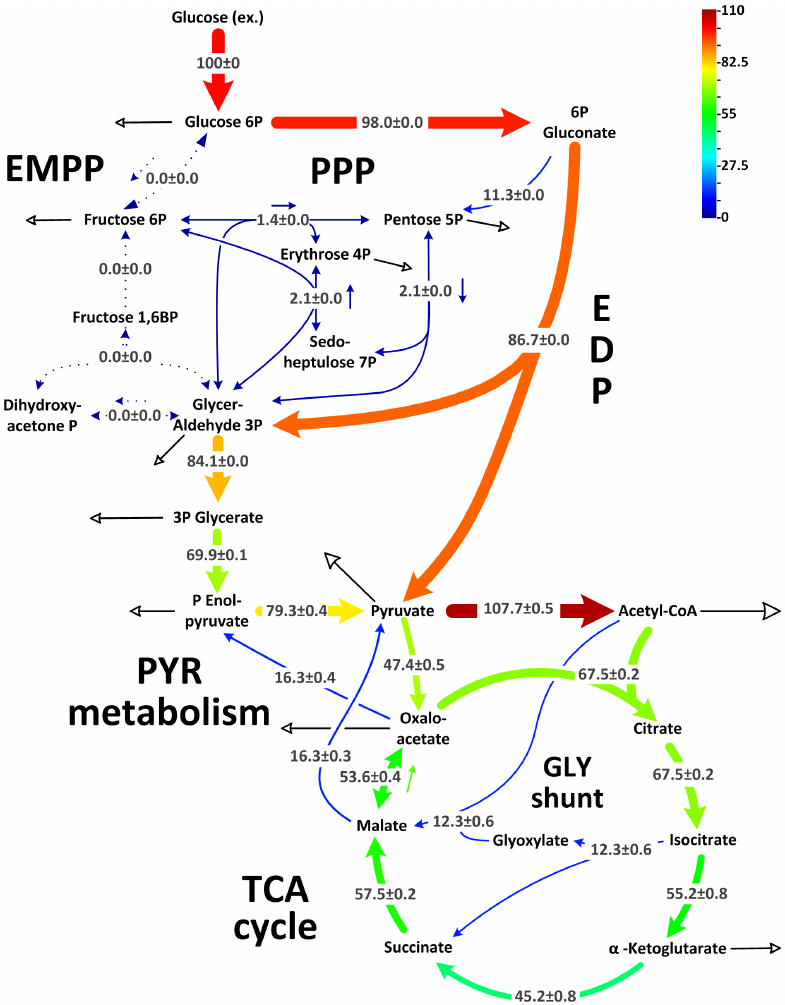 Glucose (ex.)
110
100±0
82.5
55
27.5
0
Glucose 6P
98.0±0.0
6P
Gluconate
EMPP
PPP
0.0±0.0
11.3±0.0
Fructose 6P
1.4±0.0
Pentose 5P
Erythrose 4P
0.0±0.0
2.1±0.0
2.1±0.0
E
D
P
Fructose 1,6BP
86.7±0.0
Sedo-
heptulose 7P
0.0±0.0
Dihydroxy-
acetone P
0.0±0.0
Glycer-
Aldehyde 3P
84.1±0.0
3P Glycerate
69.9±0.1
P Enol-
pyruvate
79.3±0.4
Pyruvate
107.7±0.5
Acetyl-CoA
47.4±0.5
PYR
metabolism
16.3±0.4
67.5±0.2
Oxalo-
acetate
Citrate
16.3±0.3
53.6±0.4
GLY
shunt
67.5±0.2
Malate
12.3±0.6
Glyoxylate
12.3±0.6
Isocitrate
TCA
cycle
57.5±0.2
55.2±0.8
Succinate
α -Ketoglutarate
45.2±0.8